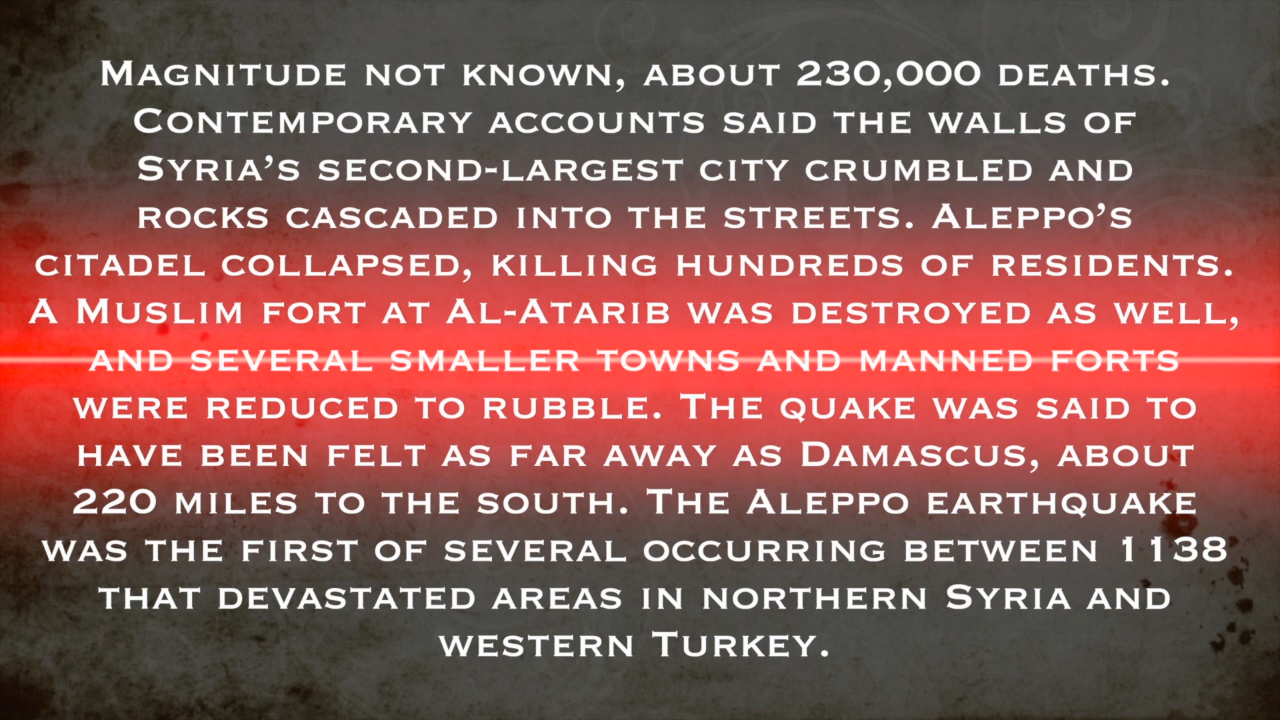 Magnitude not known, about 230,000 deaths.
Contemporary accounts said the walls of
Syria’s second-largest city crumbled and
rocks cascaded into the streets. Aleppo’s
citadel collapsed, killing hundreds of residents.
A Muslim fort at Al-Atarib was destroyed as well,
and several smaller towns and manned forts
were reduced to rubble. The quake was said to
have been felt as far away as Damascus, about
220 miles to the south. The Aleppo earthquake
was the first of several occurring between 1138
that devastated areas in northern Syria and
western Turkey.